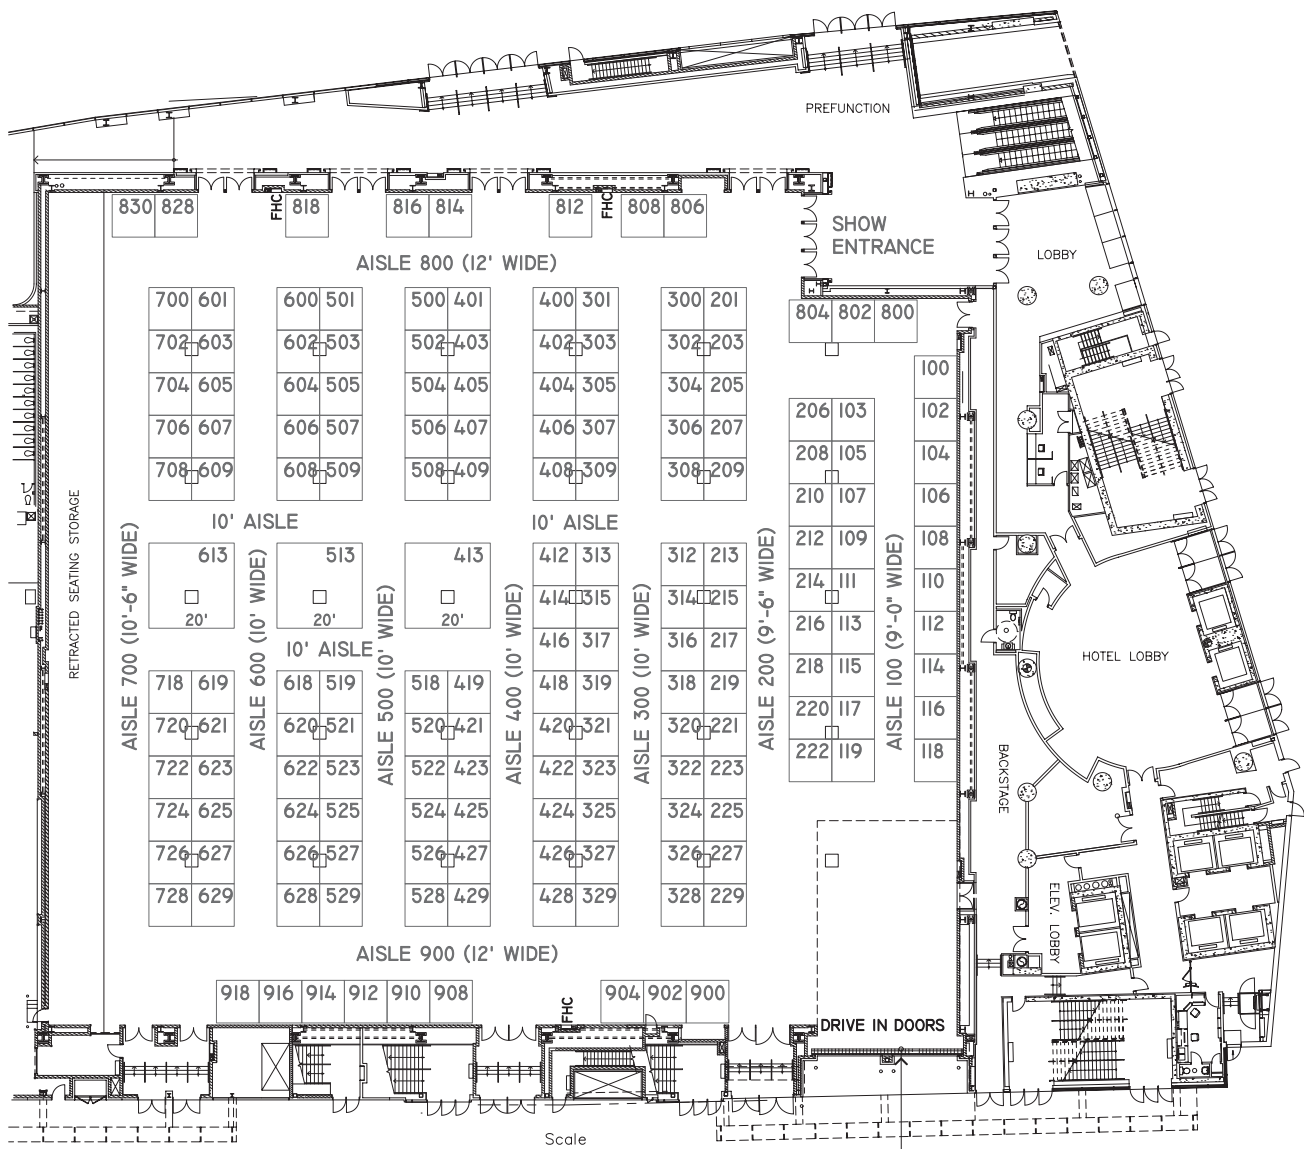 PREFUNCTION
FHC
FHC
830 828 818 816 814 812 808 806
SHOW
ENTRANCE
LOBBY
H
AISLE 800 (12' WIDE)
700 601 600 501 500 401 400 301 300 201
804 802 800
702 603 602 503 502 403 402 303 302 203
100
704 605 604 505 504 405 404 305 304 205
206 103 102
706 607 606 507 506 407 406 307 306 207
208 105 104
708 609 608 509 508 409 408 309 308 209
210 107 106
10' AISLE
10' AISLE
212 109 108
613 513 413 412 313 312 213
214 111 110
414 315 314 215
20' 20' 20'
216 113 112
416 317 316 217
10' AISLE
218 115 114
718 619 618 519 518 419 418 319 318 219
220 117 116
720 621 620 521 520 421 420 321 320 221
222 119 118
722 623 622 523 522 423 422 323 322 223
724 625 624 525 524 425 424 325 324 225
726 627 626 527 526 427 426 327 326 227
728 629 628 529 528 429 428 329 328 229
RETRACTED SEATING STORAGE
AISLE 700 (10'-6" WIDE)
AISLE 600 (10' WIDE)
AISLE 500 (10' WIDE)
AISLE 400 (10' WIDE)
AISLE 300 (10' WIDE)
AISLE 200 (9'-6" WIDE)
AISLE 100 (9'-0" WIDE)
HOTEL LOBBY
BACKSTAGE
ELEV. LOBBY
AISLE 900 (12' WIDE)
918 916 914 912 910 908 904 902 900
FHC
DRIVE IN DOORS
Scale